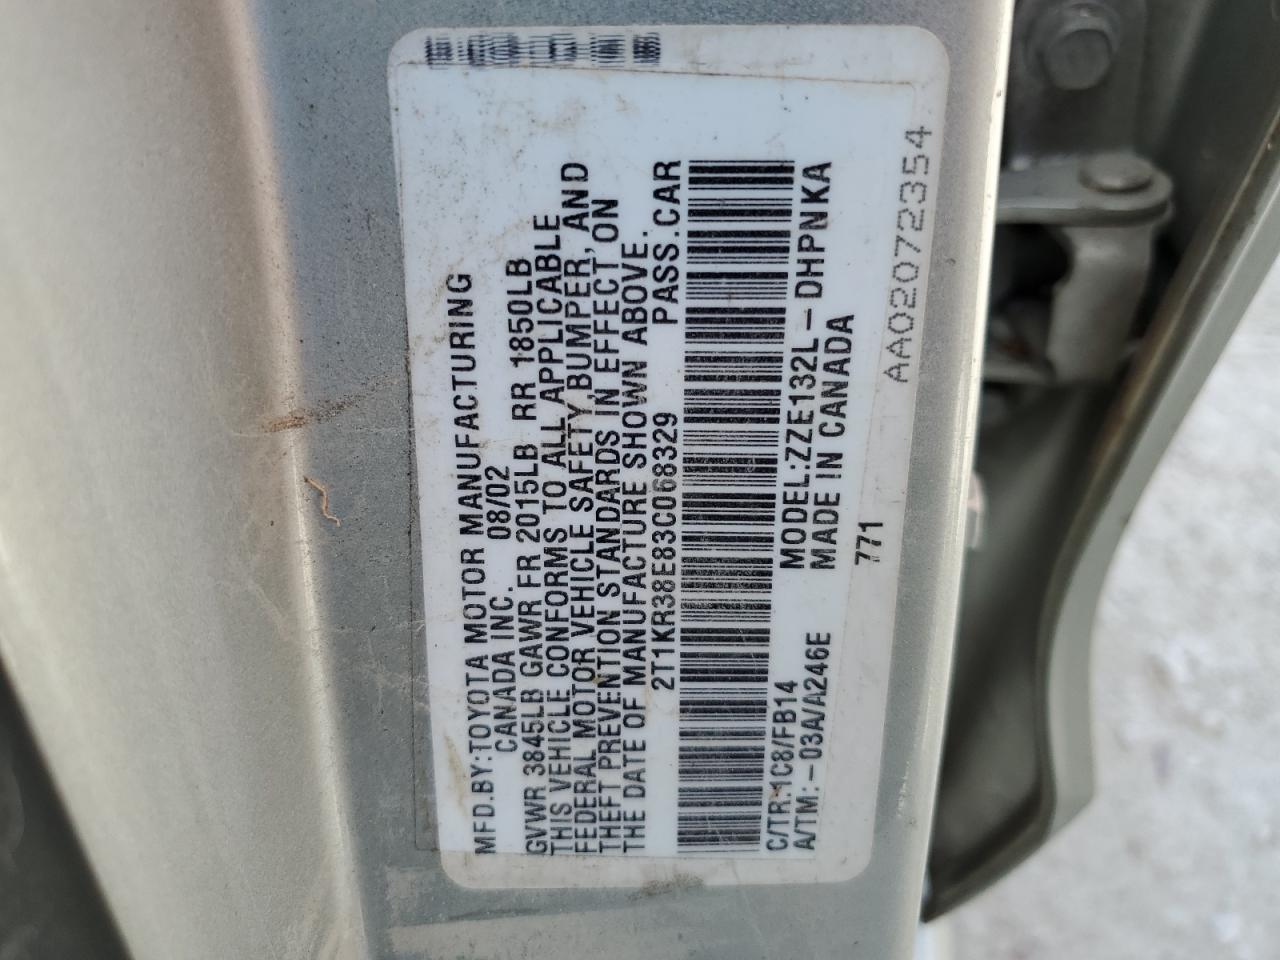 MFD.BY:TOYOTA MOTOR MANUFACTURING
CANADA INC. 08/02
GVWR 3845LB GAWR FR 2015LB RR 1850LB
THIS VEHICLE CONFORMS TO ALL APPLICABLE
FEDERAL MOTOR VEHICLE SAFETY, BUMPER, AND
THEFT PREVENTION STANDARDS IN EFFECT ON
THE DATE OF MANUFACTURE SHOWN ABOVE.
2T1KR38E83C068329 PASS.CAR
C/TR:1C8/FB14 MODEL:ZZE132L-DHPNKA
A/TM:-03A/A246E MADE IN CANADA
771
AA02072354